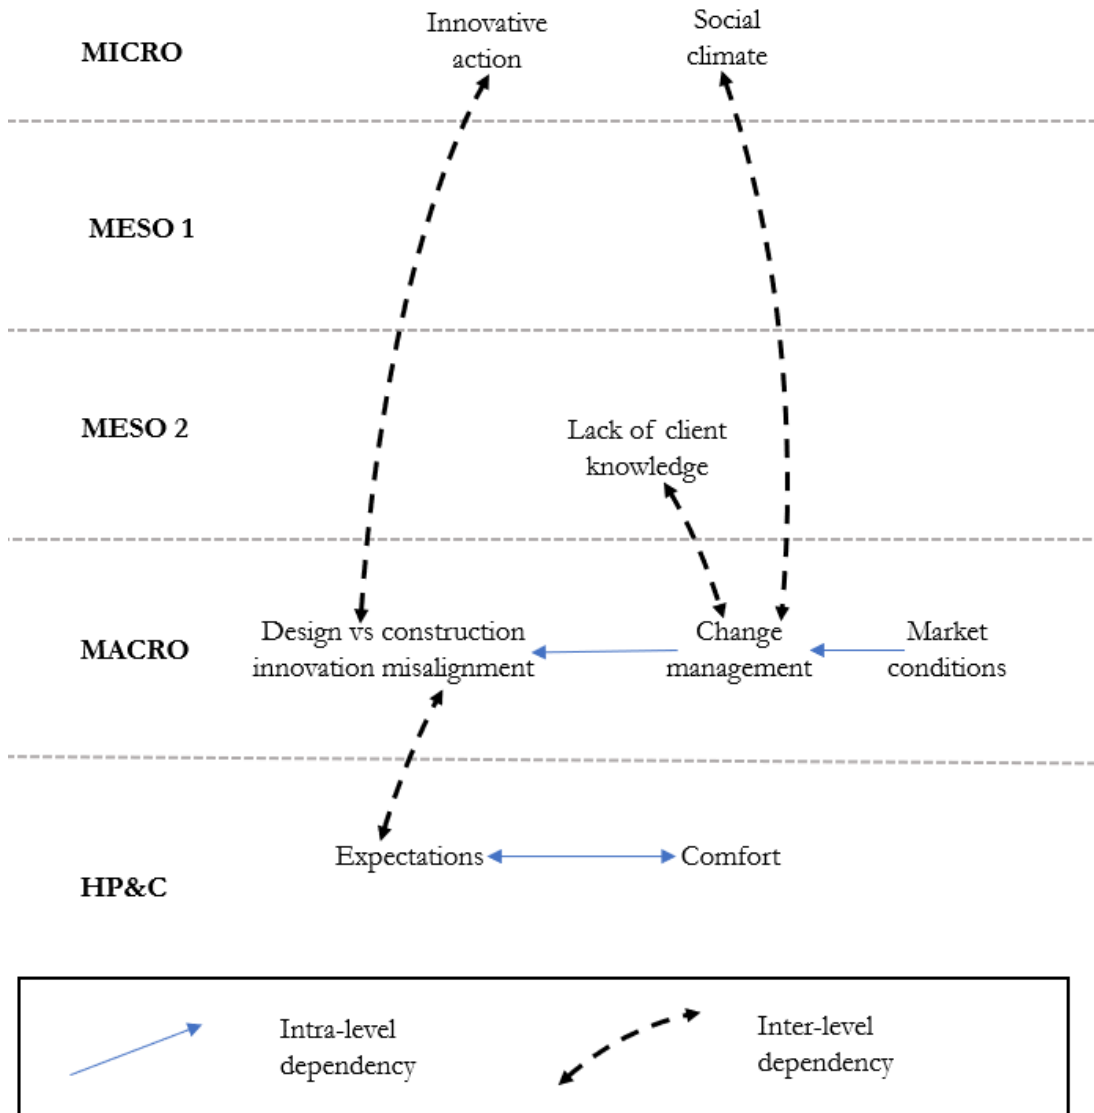 MICRO
Innovative
action
Social
climate
MESO 1
MESO 2
Lack of client
knowledge
MACRO
Design vs construction
innovation misalignment
Change
management
Market
conditions
Expectations
Comfort
HP&C
Intra-level
dependency
Inter-level
dependency